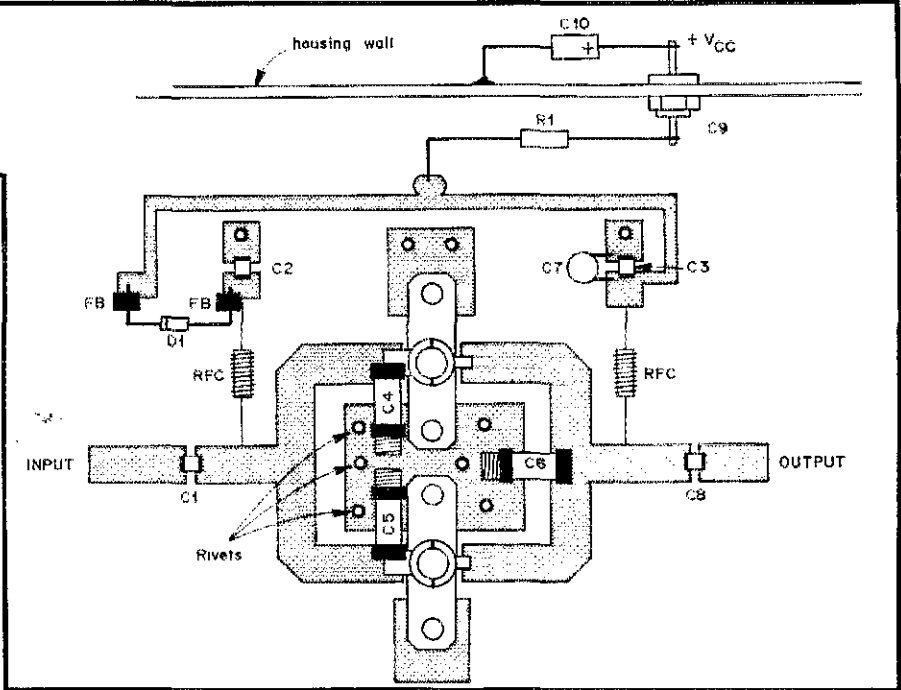 C10
+ VCC
housing wall
+
R1
C9
C2
C7
C3
FB
FB
D1
RFC
RFC
C4
INPUT
C6
OUTPUT
C1
C8
C5
Rivets